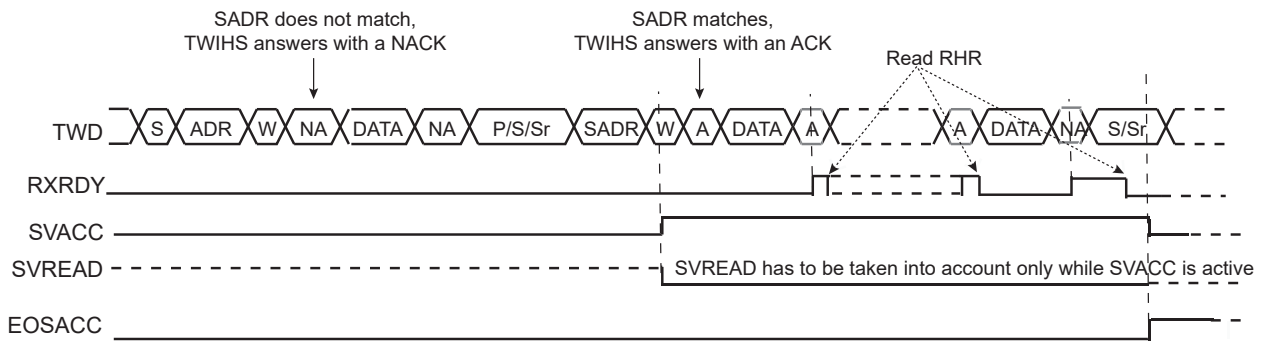 SADR does not match,
TWIHS answers with a NACK
SADR matches,
TWIHS answers with an ACK
Read RHR
TWD S ADR W NA DATA NA P/S/Sr SADR W A DATA A A DATA NA S/Sr
RXRDY
SVACC
SVREAD SVREAD has to be taken into account only while SVACC is active
EOSACC